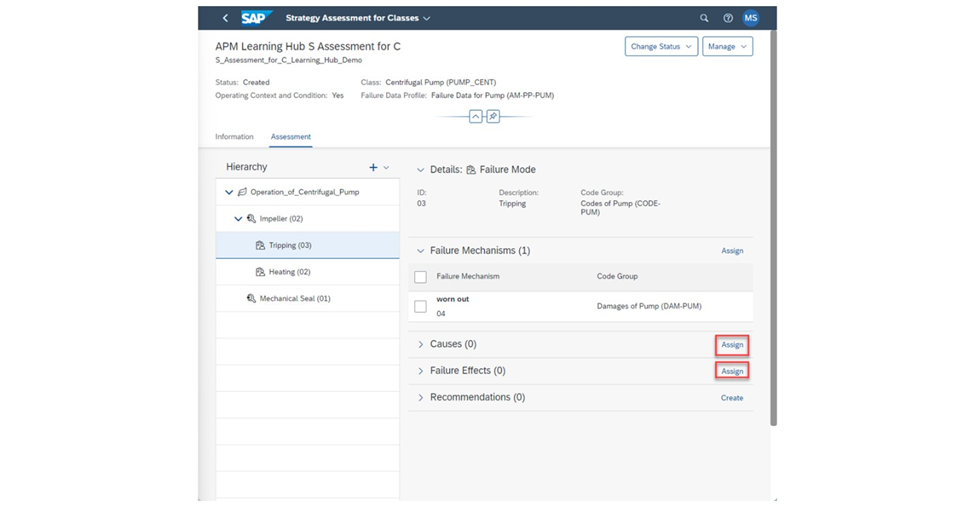 SAP Strategy Assessment for Classes MS
APM Learning Hub S Assessment for C
Change Status Manage
S_Assessment_for_C_Learning_Hub_Demo
Status: Created Class: Centrifugal Pump (PUMP_CENT)
Operating Context and Condition: Yes Failure Data Profile: Failure Data for Pump (AM-PP-PUM)
Information Assessment
Hierarchy
Operation_of_Centrifugal_Pump
Impeller (02)
Tripping (03)
Heating (02)
Mechanical Seal (01)
Details: Failure Mode
ID: Description: Code Group:
03 Tripping Codes of Pump (CODE-
PUM)
Failure Mechanisms (1) Assign
Failure Mechanism Code Group
worn out
04 Damages of Pump (DAM-PUM)
Causes (0) Assign
Failure Effects (0) Assign
Recommendations (0) Create